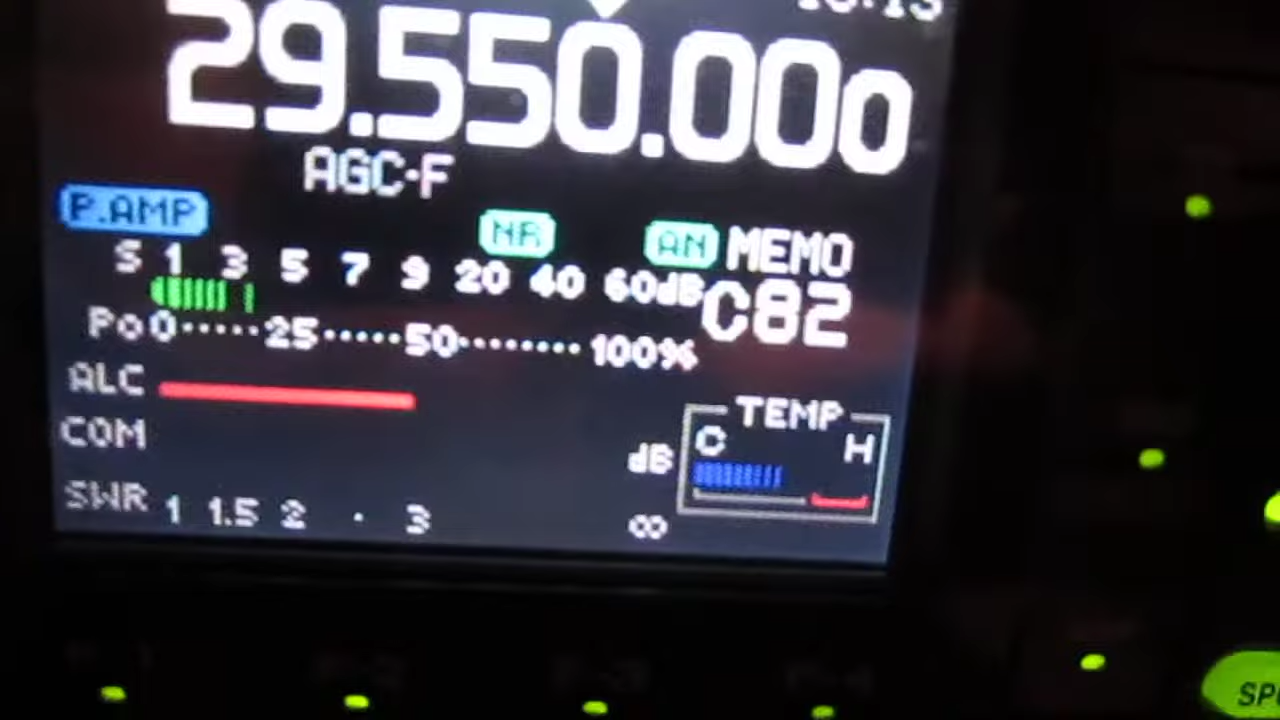 29.550.000
AGC-F
P.AMP NR AN MEMO
S 1 3 5 7 9 20 40 60dB C82
Po 0·····25·····50········100%
ALC
TEMP
COM
C H
dB
SWR 1 1.5 2 · 3 ∞